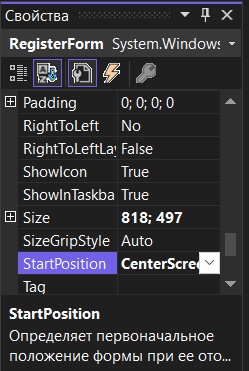 Свойства
RegisterForm System.Windows
Padding 0; 0; 0; 0
RightToLeft No
RightToLeftLay False
ShowIcon True
ShowInTaskba True
Size 818; 497
SizeGripStyle Auto
StartPosition CenterScree
Tag
StartPosition
Определяет первоначальное
положение формы при ее ото...